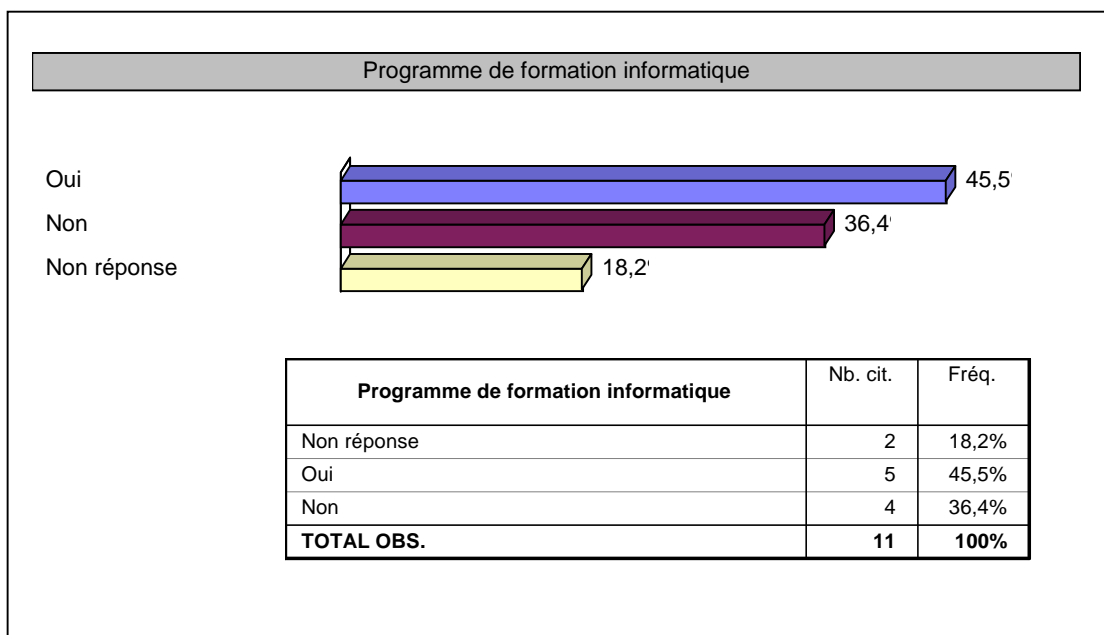 Programme de formation informatique
Oui 45,5%
Non 36,4%
Non réponse 18,2%
Programme de formation informatique Nb. cit. Fréq.
Non réponse 2 18,2%
Oui 5 45,5%
Non 4 36,4%
TOTAL OBS. 11 100%